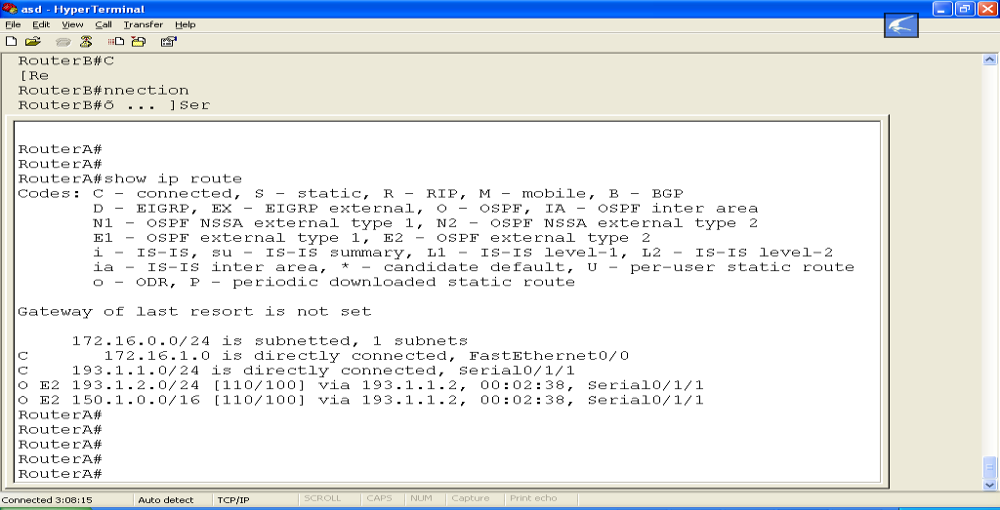 asd - HyperTerminal
File Edit View Call Transfer Help
RouterB#C
[Re
RouterB#nnection
RouterB#õ ... ]Ser
RouterA#
RouterA#
RouterA#show ip route
Codes: C - connected, S - static, R - RIP, M - mobile, B - BGP
D - EIGRP, EX - EIGRP external, O - OSPF, IA - OSPF inter area
N1 - OSPF NSSA external type 1, N2 - OSPF NSSA external type 2
E1 - OSPF external type 1, E2 - OSPF external type 2
i - IS-IS, su - IS-IS summary, L1 - IS-IS level-1, L2 - IS-IS level-2
ia - IS-IS inter area, * - candidate default, U - per-user static route
o - ODR, P - periodic downloaded static route
Gateway of last resort is not set
172.16.0.0/24 is subnetted, 1 subnets
C 172.16.1.0 is directly connected, FastEthernet0/0
C 193.1.1.0/24 is directly connected, Serial0/1/1
O E2 193.1.2.0/24 [110/100] via 193.1.1.2, 00:02:38, Serial0/1/1
O E2 150.1.0.0/16 [110/100] via 193.1.1.2, 00:02:38, Serial0/1/1
RouterA#
RouterA#
RouterA#
RouterA#
RouterA#
Connected 3:08:15 Auto detect TCP/IP SCROLL CAPS NUM Capture Print echo